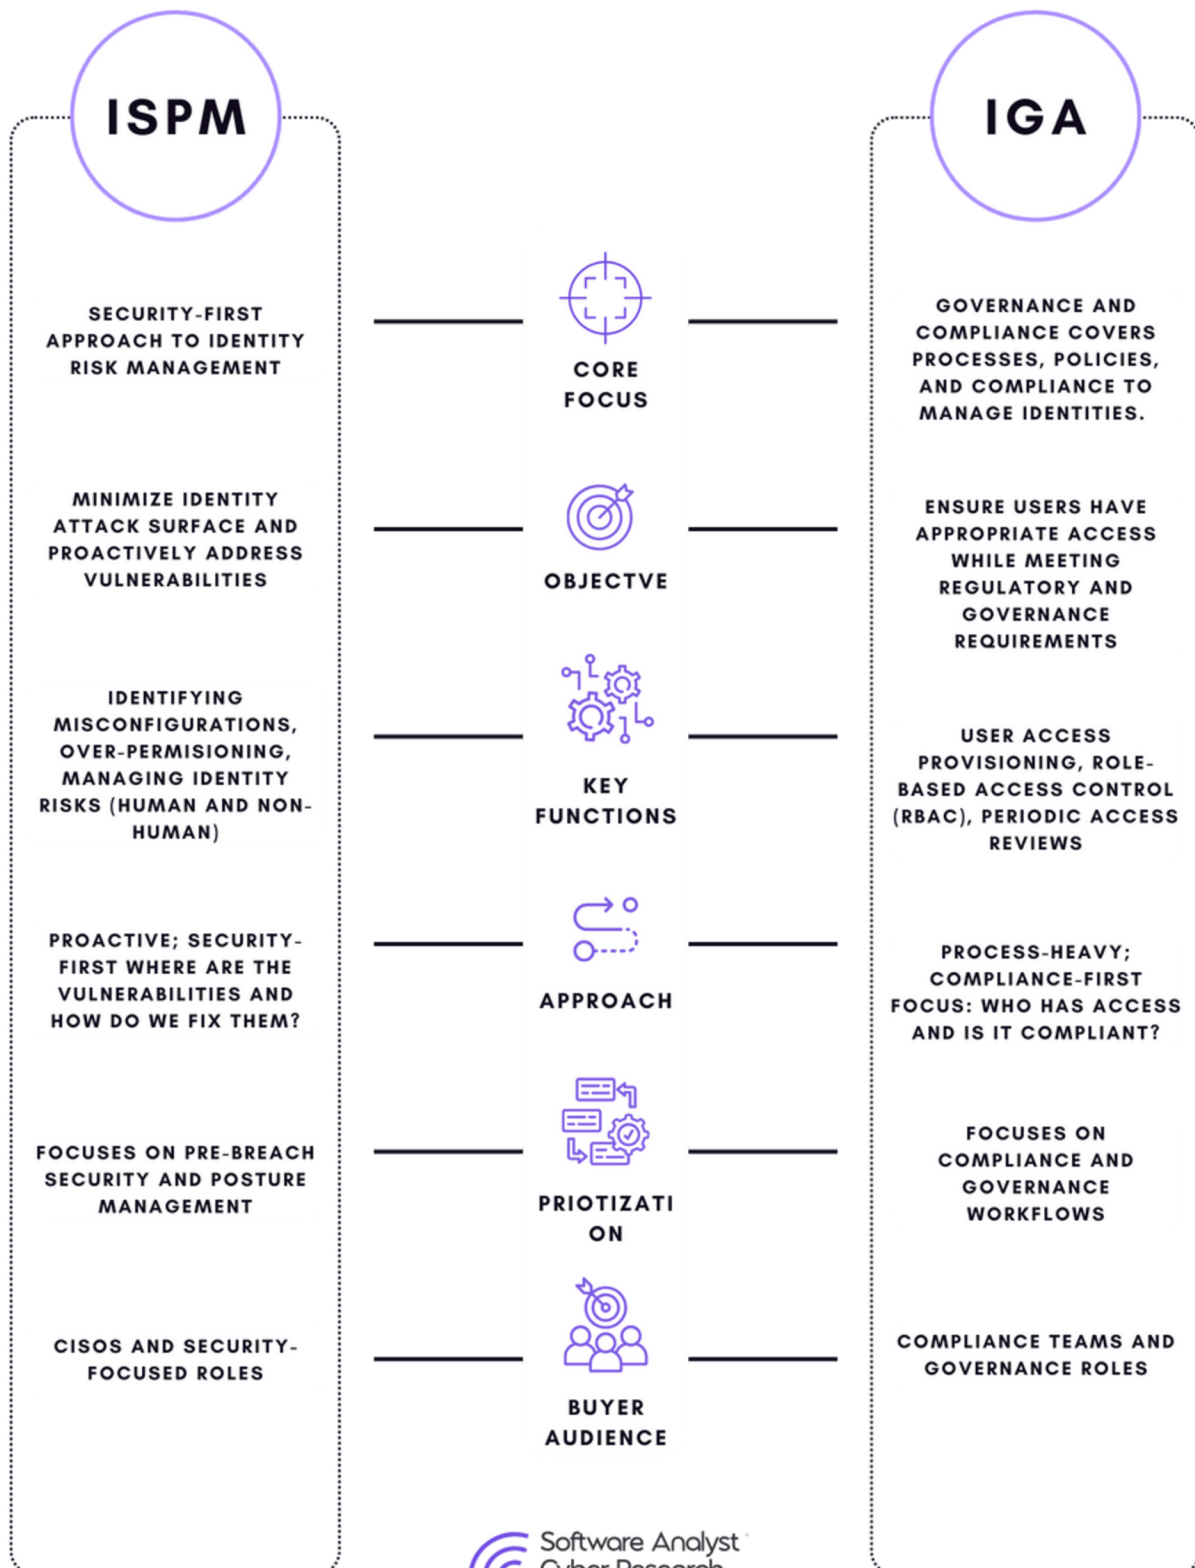 ISPM
IGA
SECURITY-FIRST
APPROACH TO IDENTITY
RISK MANAGEMENT
CORE
FOCUS
GOVERNANCE AND
COMPLIANCE COVERS
PROCESSES, POLICIES,
AND COMPLIANCE TO
MANAGE IDENTITIES.
MINIMIZE IDENTITY
ATTACK SURFACE AND
PROACTIVELY ADDRESS
VULNERABILITIES
OBJECTVE
ENSURE USERS HAVE
APPROPRIATE ACCESS
WHILE MEETING
REGULATORY AND
GOVERNANCE
REQUIREMENTS
IDENTIFYING
MISCONFIGURATIONS,
OVER-PERMISIONING,
MANAGING IDENTITY
RISKS (HUMAN AND NON-
HUMAN)
KEY
FUNCTIONS
USER ACCESS
PROVISIONING, ROLE-
BASED ACCESS CONTROL
(RBAC), PERIODIC ACCESS
REVIEWS
PROACTIVE; SECURITY-
FIRST WHERE ARE THE
VULNERABILITIES AND
HOW DO WE FIX THEM?
APPROACH
PROCESS-HEAVY;
COMPLIANCE-FIRST
FOCUS: WHO HAS ACCESS
AND IS IT COMPLIANT?
FOCUSES ON PRE-BREACH
SECURITY AND POSTURE
MANAGEMENT
PRIOTIZATI
ON
FOCUSES ON
COMPLIANCE AND
GOVERNANCE
WORKFLOWS
CISOS AND SECURITY-
FOCUSED ROLES
BUYER
AUDIENCE
COMPLIANCE TEAMS AND
GOVERNANCE ROLES
Software Analyst
Cyber Research